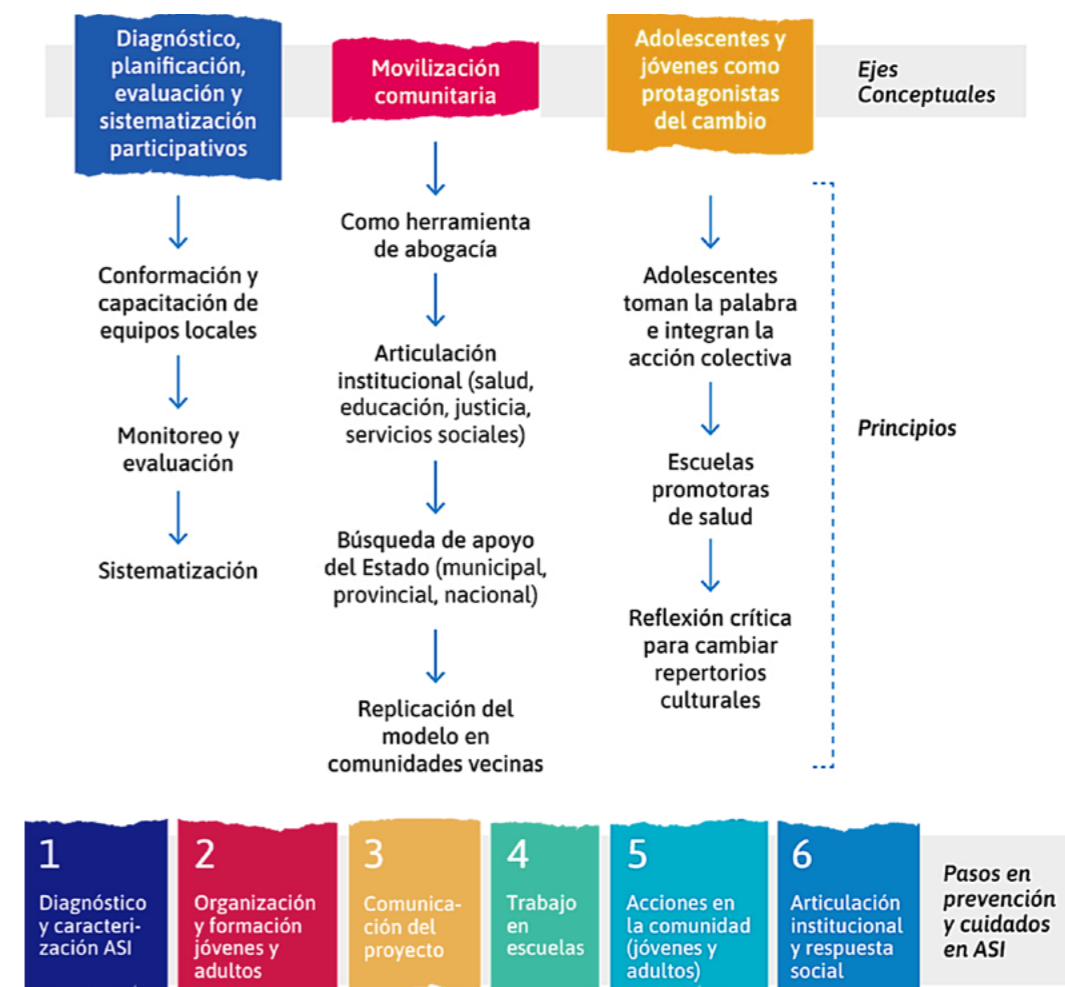 Diagnóstico,
planificación,
evaluación y
sistematización
participativos
Movilización
comunitaria
Adolescentes y
jóvenes como
protagonistas
del cambio
Ejes
Conceptuales
Conformación y
capacitación de
equipos locales
Monitoreo y
evaluación
Sistematización
Como herramienta
de abogacía
Articulación
institucional (salud,
educación, justicia,
servicios sociales)
Búsqueda de apoyo
del Estado (municipal,
provincial, nacional)
Replicación del
modelo en
comunidades vecinas
Adolescentes
toman la palabra
e integran la
acción colectiva
Escuelas
promotoras
de salud
Reflexión crítica
para cambiar
repertorios
culturales
Principios
1
Diagnóstico
y caracteri-
zación ASI
2
Organización
y formación
jóvenes y
adultos
3
Comunica-
ción del
proyecto
4
Trabajo
en
escuelas
5
Acciones en
la comunidad
(jóvenes y
adultos)
6
Articulación
institucional
y respuesta
social
Pasos en
prevención
y cuidados
en ASI